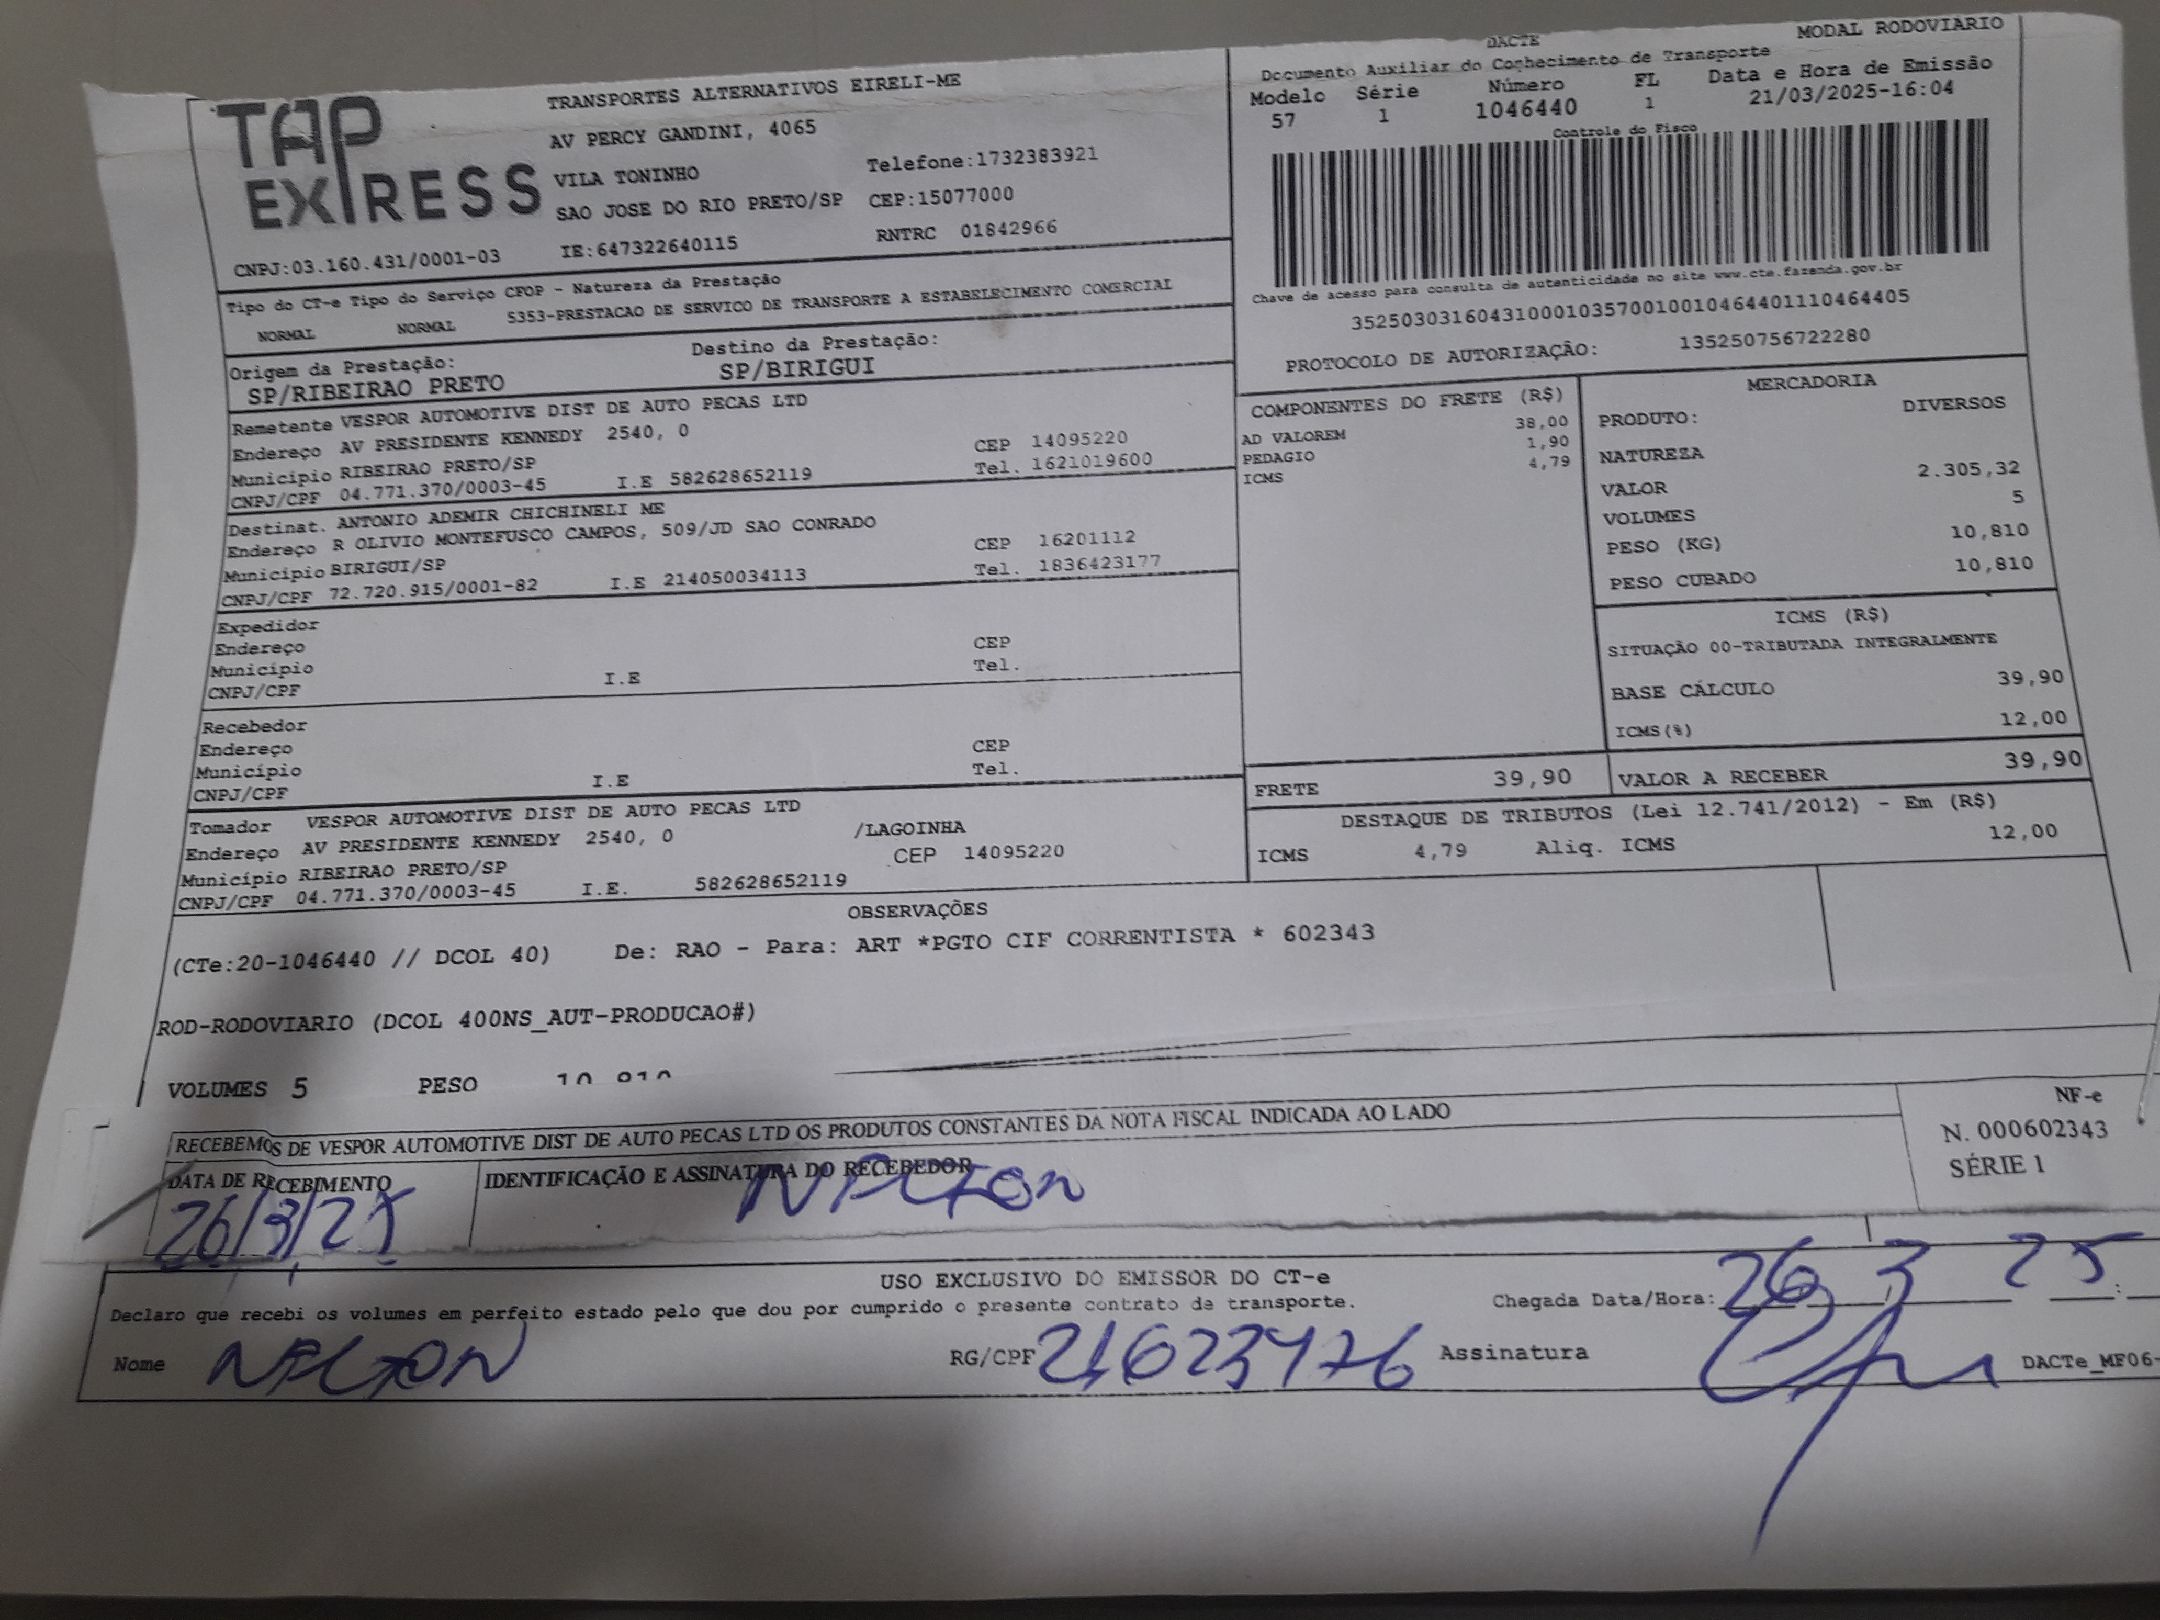 TAP
EXPRESS
TRANSPORTES ALTERNATIVOS EIRELI-ME
AV PERCY GANDINI, 4065
VILA TONINHO Telefone:1732383921
SAO JOSE DO RIO PRETO/SP CEP:15077000
CNPJ:03.160.431/0001-03 IE:647322640115 RNTRC 01842966
DACTE MODAL RODOVIARIO
Documento Auxiliar do Conhecimento de Transporte
Modelo Série Número FL Data e Hora de Emissão
57 1 1046440 1 21/03/2025-16:04
Controle do Fisco
Chave de acesso para consulta de autenticidade no site www.cte.fazenda.gov.br
35250303160431000103570010010464401110464405
PROTOCOLO DE AUTORIZAÇÃO: 135250756722280
Tipo do CT-e Tipo do Serviço CFOP - Natureza da Prestação
NORMAL NORMAL 5353-PRESTACAO DE SERVICO DE TRANSPORTE A ESTABELECIMENTO COMERCIAL
Origem da Prestação: Destino da Prestação:
SP/RIBEIRAO PRETO SP/BIRIGUI
Remetente VESPOR AUTOMOTIVE DIST DE AUTO PECAS LTD
Endereço AV PRESIDENTE KENNEDY 2540, 0 CEP 14095220
Município RIBEIRAO PRETO/SP Tel. 1621019600
CNPJ/CPF 04.771.370/0003-45 I.E 582628652119
Destinat. ANTONIO ADEMIR CHICHINELI ME
Endereço R OLIVIO MONTEFUSCO CAMPOS, 509/JD SAO CONRADO
Município BIRIGUI/SP CEP 16201112
CNPJ/CPF 72.720.915/0001-82 I.E 214050034113 Tel. 1836423177
Expedidor
Endereço CEP
Município Tel.
CNPJ/CPF I.E
Recebedor
Endereço CEP
Município Tel.
CNPJ/CPF I.E
Tomador VESPOR AUTOMOTIVE DIST DE AUTO PECAS LTD
Endereço AV PRESIDENTE KENNEDY 2540, 0 /LAGOINHA
Município RIBEIRAO PRETO/SP CEP 14095220
CNPJ/CPF 04.771.370/0003-45 I.E. 582628652119
COMPONENTES DO FRETE (R$)
AD VALOREM 38,00
PEDAGIO 1,90
ICMS 4,79
MERCADORIA
PRODUTO: DIVERSOS
NATUREZA
VALOR 2.305,32
VOLUMES 5
PESO (KG) 10,810
PESO CUBADO 10,810
ICMS (R$)
SITUAÇÃO 00-TRIBUTADA INTEGRALMENTE
BASE CÁLCULO 39,90
ICMS(%) 12,00
FRETE 39,90 VALOR A RECEBER 39,90
DESTAQUE DE TRIBUTOS (Lei 12.741/2012) - Em (R$)
ICMS 4,79 Aliq. ICMS 12,00
OBSERVAÇÕES
(CTe:20-1046440 // DCOL 40) De: RAO - Para: ART *PGTO CIF CORRENTISTA * 602343
ROD-RODOVIARIO (DCOL 400NS_AUT-PRODUCAO#)
VOLUMES 5 PESO 10,810
RECEBEMOS DE VESPOR AUTOMOTIVE DIST DE AUTO PECAS LTD OS PRODUTOS CONSTANTES DA NOTA FISCAL INDICADA AO LADO
NF-e
N. 000602343
SÉRIE 1
DATA DE RECEBIMENTO IDENTIFICAÇÃO E ASSINATURA DO RECEBEDOR
26/3/25
USO EXCLUSIVO DO EMISSOR DO CT-e
Declaro que recebi os volumes em perfeito estado pelo que dou por cumprido o presente contrato de transporte. Chegada Data/Hora: 26 3 25
Nome RG/CPF 21623476 Assinatura DACTe_MF06-